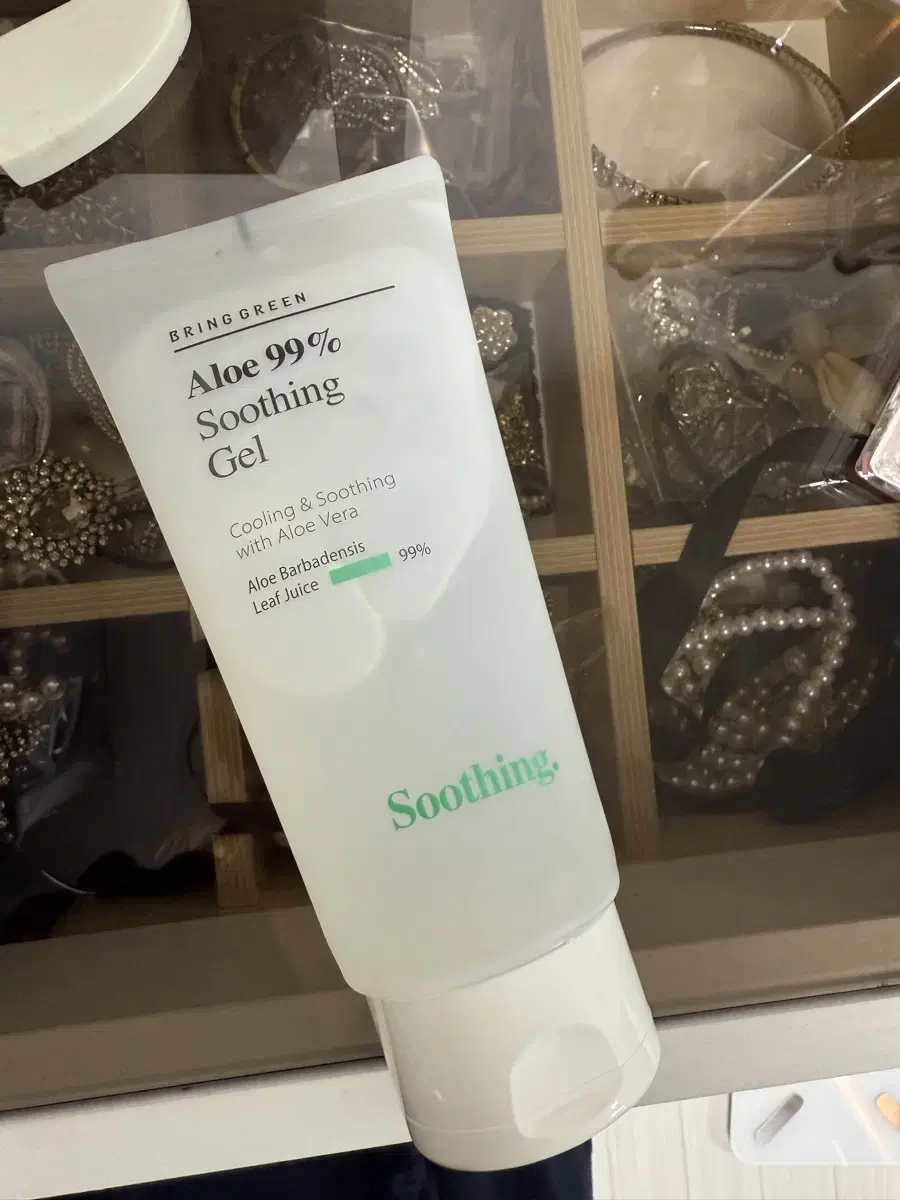 BRING GREEN
Aloe 99%
Soothing
Gel
Cooling & Soothing
with Aloe Vera
Aloe Barbadensis
Leaf Juice 99%
Soothing.